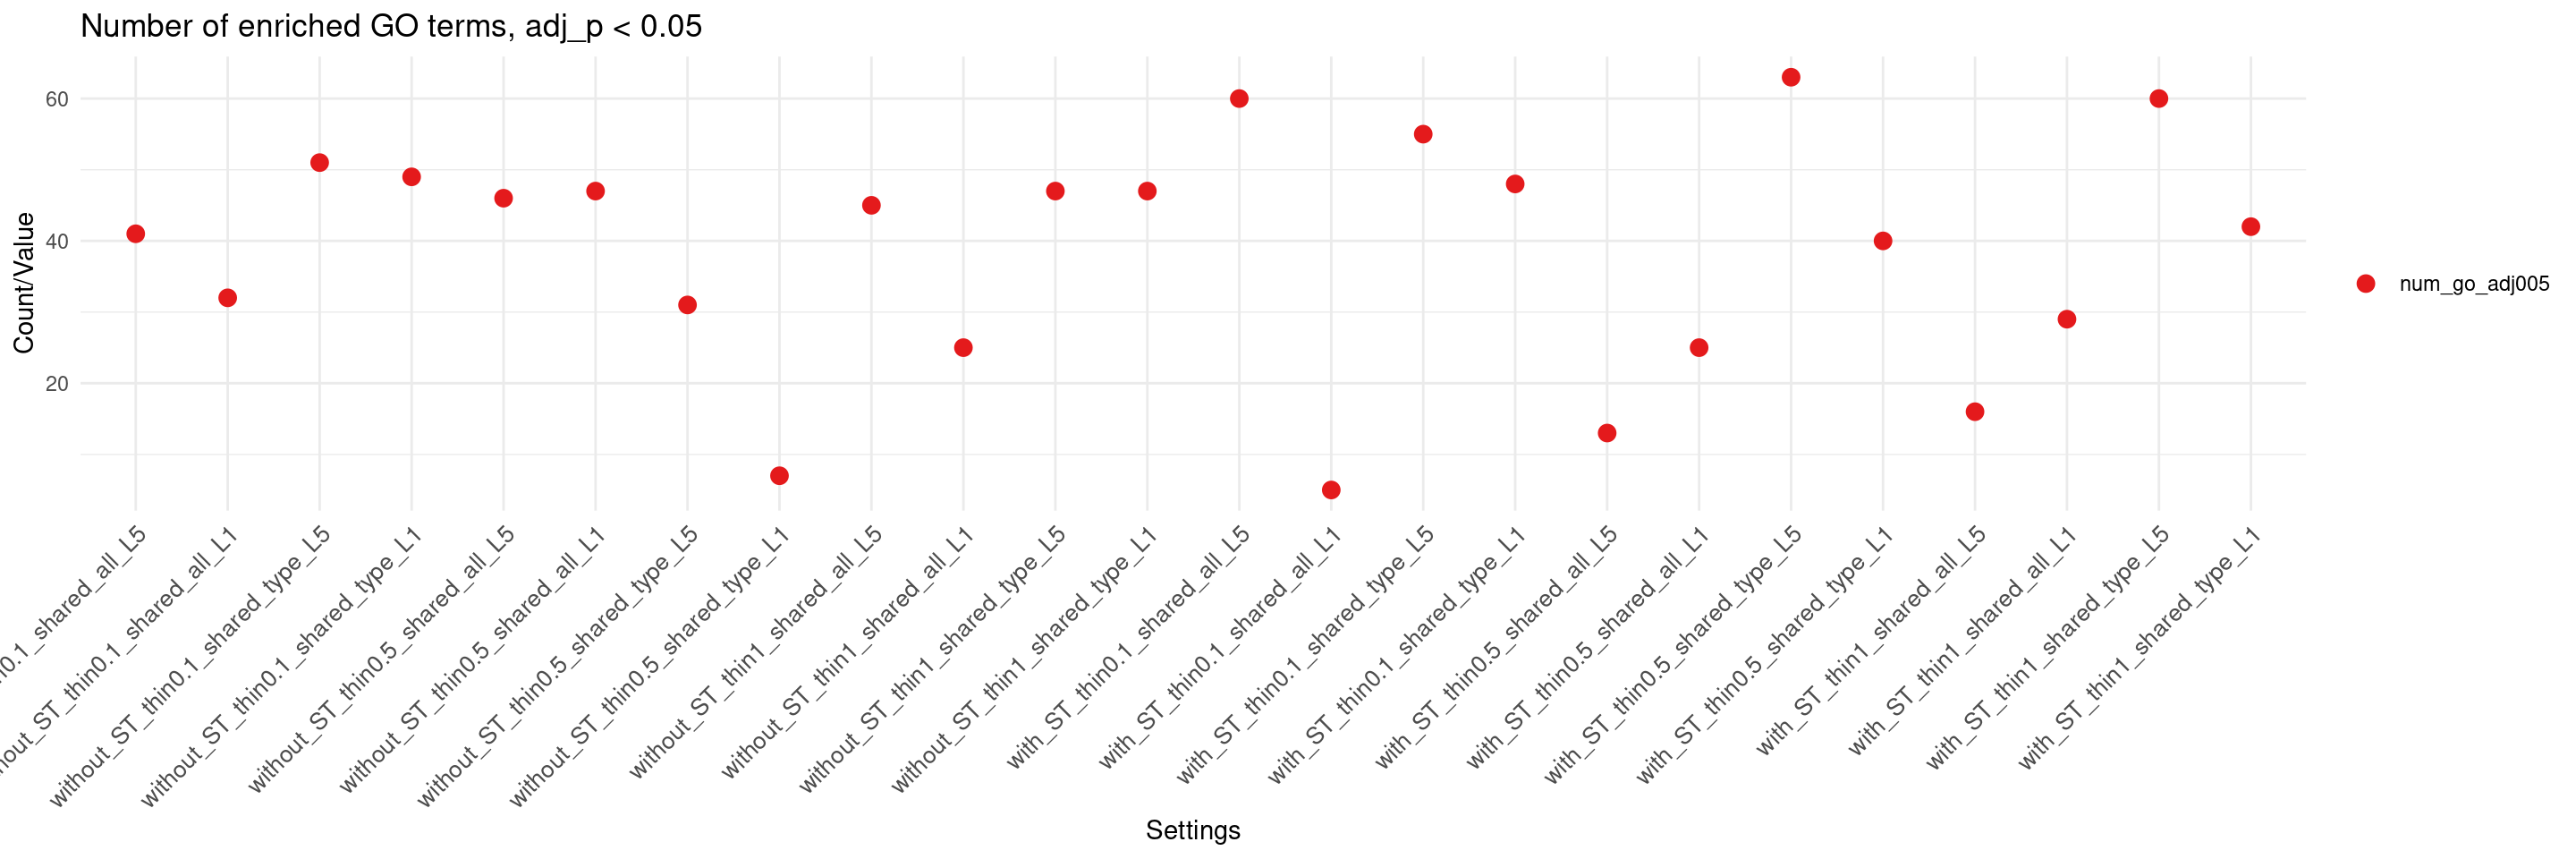 Number of enriched GO terms, adj_p < 0.05
Count/Value
60
40
20
num_go_adj005
without_ST_thin0.1_shared_type_L5
without_ST_thin0.1_shared_type_L1
without_ST_thin0.5_shared_all_L5
without_ST_thin0.5_shared_all_L1
without_ST_thin0.5_shared_type_L5
without_ST_thin0.5_shared_type_L1
without_ST_thin1_shared_all_L5
without_ST_thin1_shared_all_L1
without_ST_thin1_shared_type_L5
without_ST_thin1_shared_type_L1
with_ST_thin0.1_shared_all_L5
with_ST_thin0.1_shared_all_L1
with_ST_thin0.1_shared_type_L5
with_ST_thin0.1_shared_type_L1
with_ST_thin0.5_shared_all_L5
with_ST_thin0.5_shared_all_L1
with_ST_thin0.5_shared_type_L5
with_ST_thin0.5_shared_type_L1
with_ST_thin1_shared_all_L5
with_ST_thin1_shared_all_L1
with_ST_thin1_shared_type_L5
with_ST_thin1_shared_type_L1
Settings